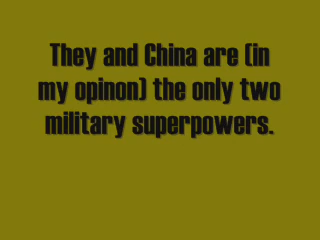 They and China are (in
my opinon) the only two
military superpowers.